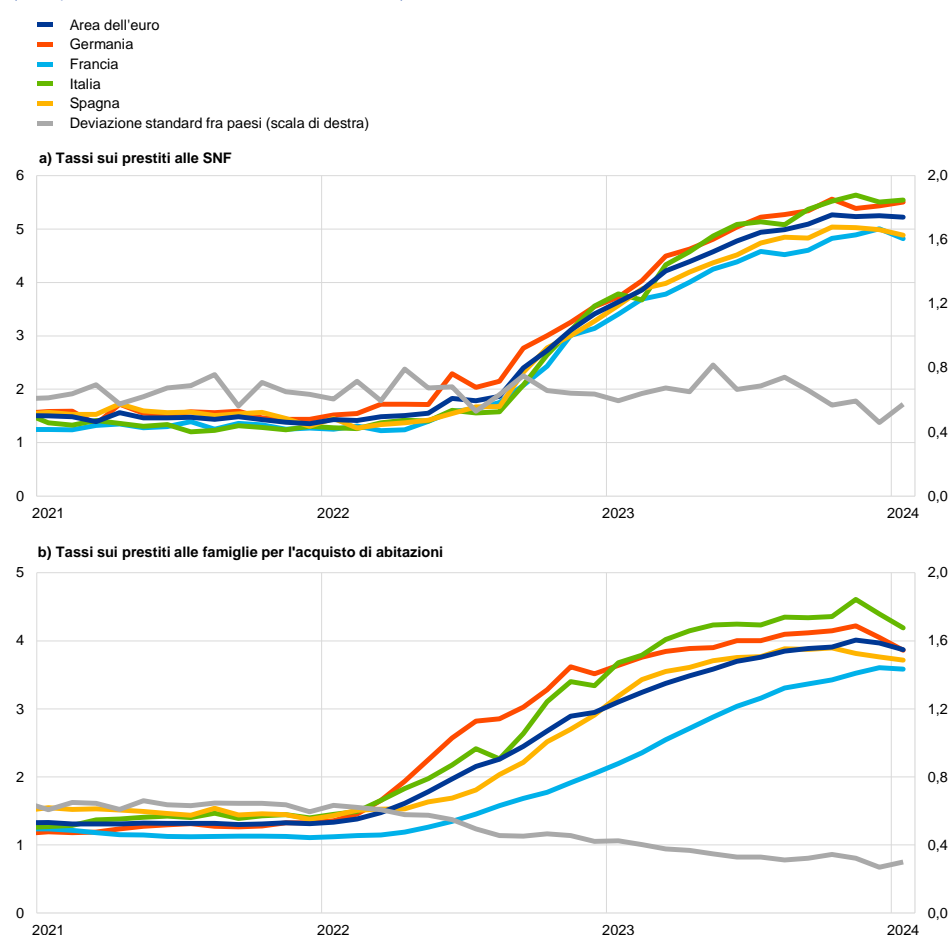 Area dell'euro
Germania
Francia
Italia
Spagna
Deviazione standard fra paesi (scala di destra)
a) Tassi sui prestiti alle SNF
6 2,0
5 1,6
4 1,2
3
2 0,8
1 0,4
0 0,0
2021 2022 2023 2024
b) Tassi sui prestiti alle famiglie per l'acquisto di abitazioni
5 2,0
4 1,6
3 1,2
2 0,8
1 0,4
0 0,0
2021 2022 2023 2024